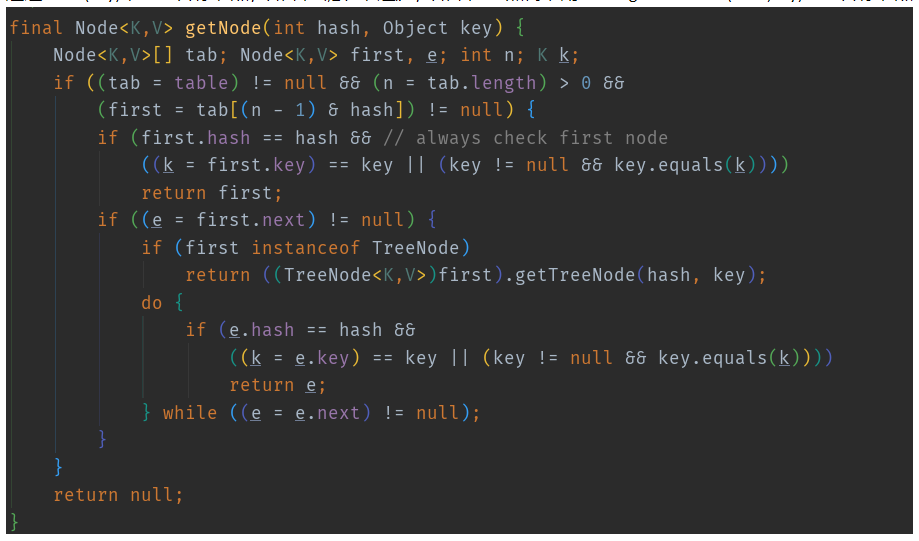 final Node<K,V> getNode(int hash, Object key) {
    Node<K,V>[] tab; Node<K,V> first, e; int n; K k;
    if ((tab = table) != null && (n = tab.length) > 0 &&
        (first = tab[(n - 1) & hash]) != null) {
        if (first.hash == hash && // always check first node
            ((k = first.key) == key || (key != null && key.equals(k))))
            return first;
        if ((e = first.next) != null) {
            if (first instanceof TreeNode)
                return ((TreeNode<K,V>)first).getTreeNode(hash, key);
            do {
                if (e.hash == hash &&
                    ((k = e.key) == key || (key != null && key.equals(k))))
                    return e;
            } while ((e = e.next) != null);
        }
    }
    return null;
}